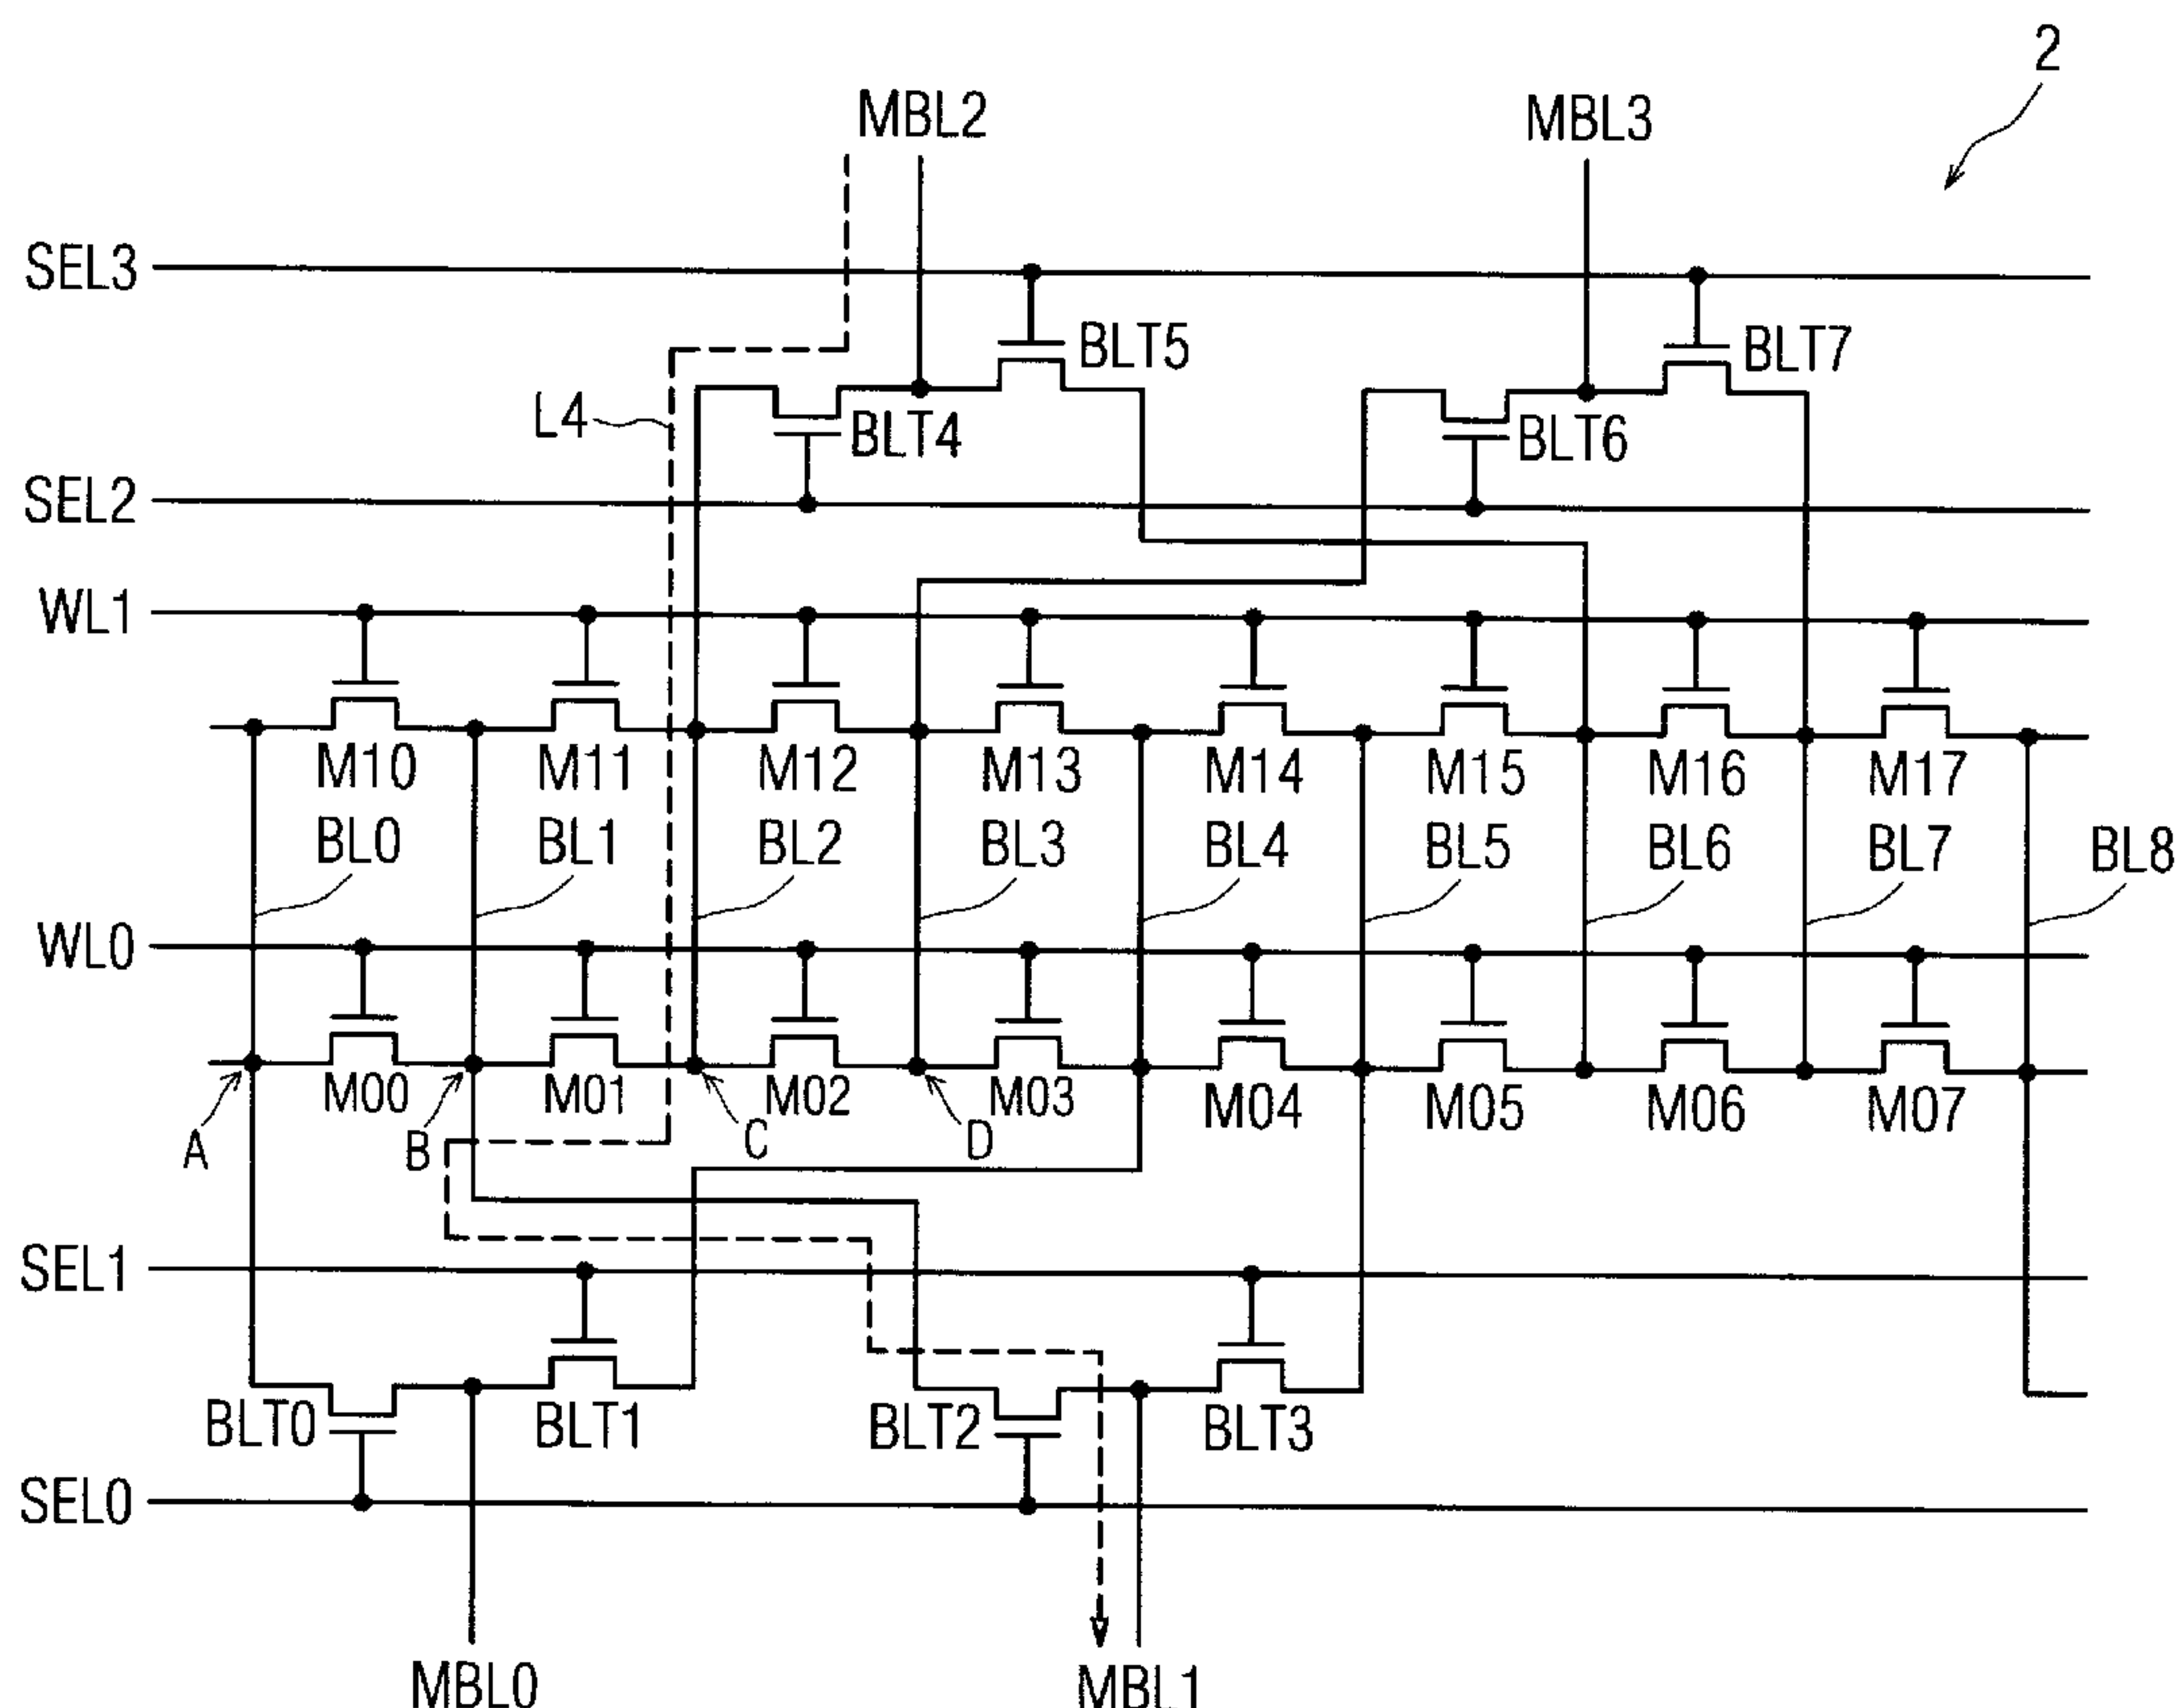 2
MBL2 MBL3
SEL3
BLT5 BLT7
L4 BLT4 BLT6
SEL2
WL1
M10 M11 M12 M13 M14 M15 M16 M17
BL0 BL1 BL2 BL3 BL4 BL5 BL6 BL7 BL8
WL0
M00 M01 M02 M03 M04 M05 M06 M07
A B C D
SEL1
BLT0 BLT1 BLT2 BLT3
SEL0
MBL0 MBL1